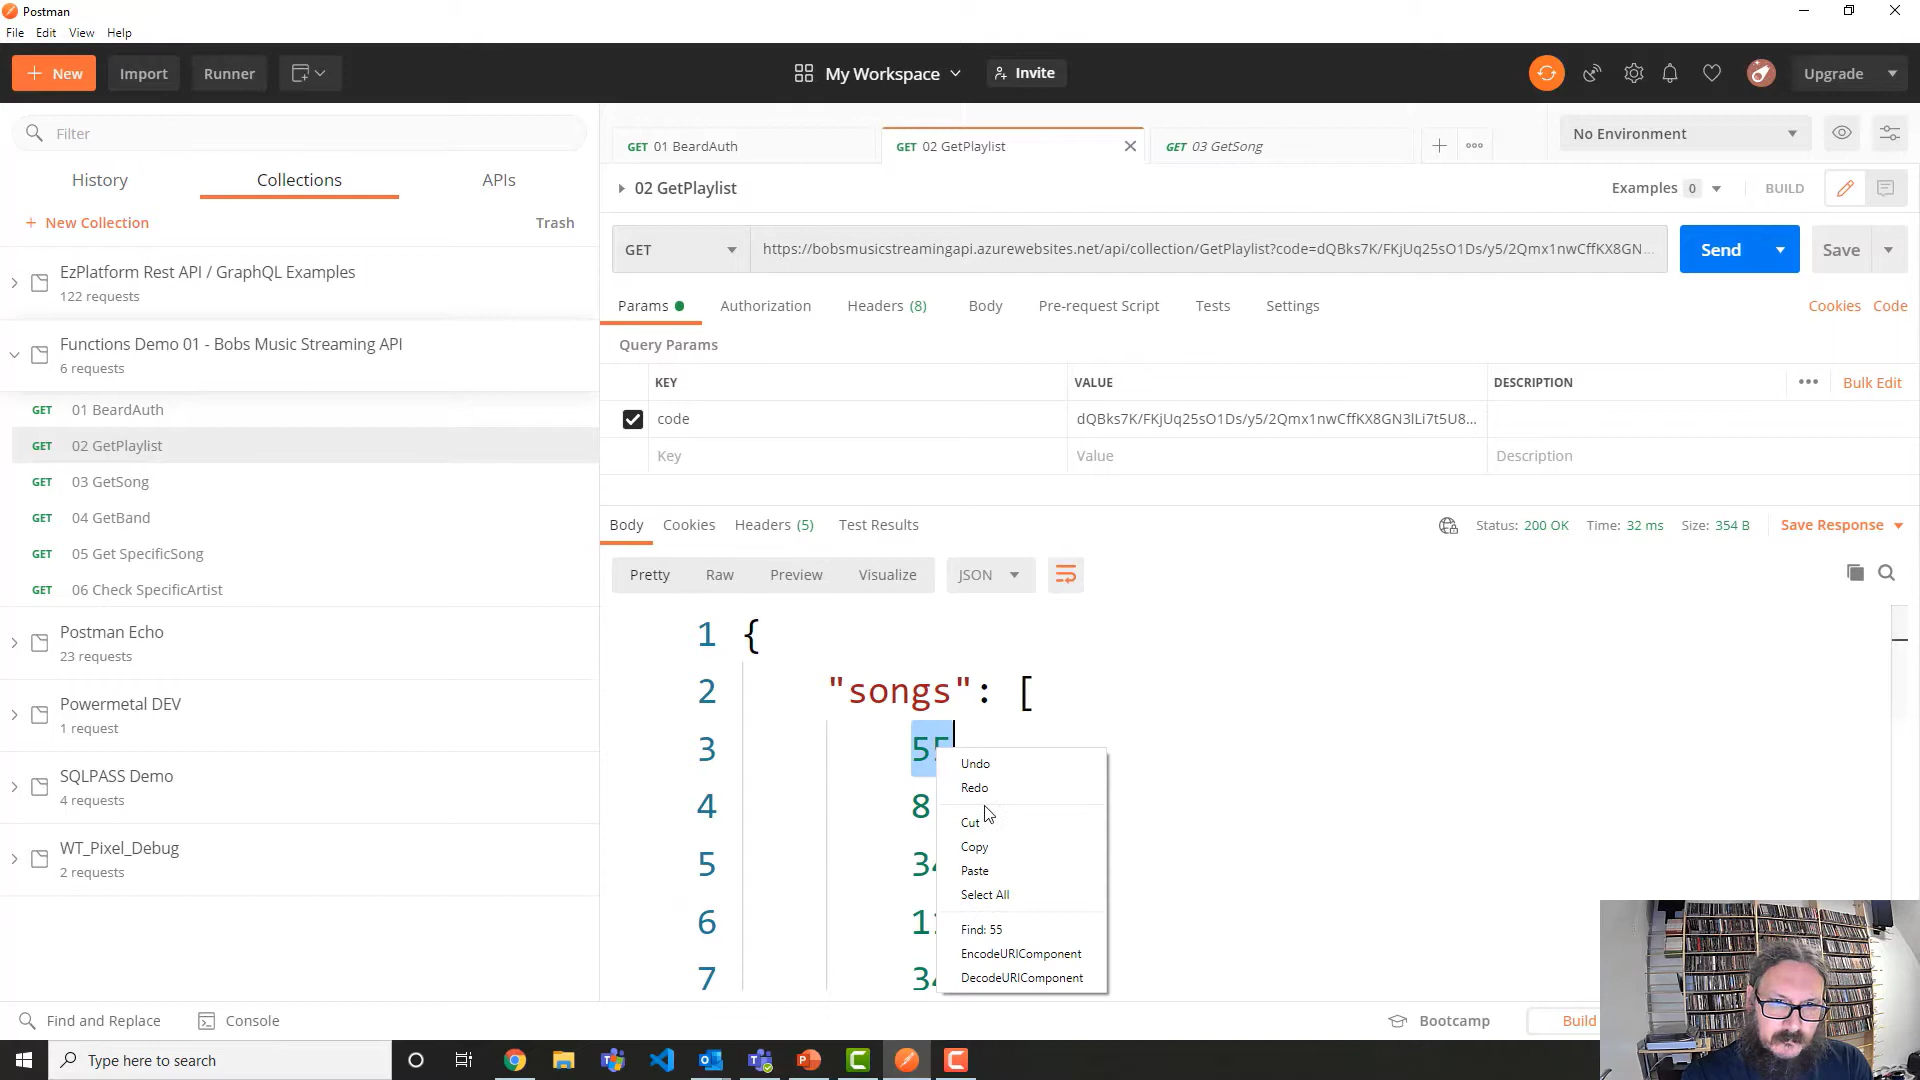 Postman
File Edit View Help
New Import Runner My Workspace Invite Upgrade
Filter
History Collections APIs
New Collection Trash
EzPlatform Rest API / GraphQL Examples
122 requests
Functions Demo 01 - Bobs Music Streaming API
6 requests
GET 01 BeardAuth
GET 02 GetPlaylist
GET 03 GetSong
GET 04 GetBand
GET 05 Get SpecificSong
GET 06 Check SpecificArtist
Postman Echo
23 requests
Powermetal DEV
1 request
SQLPASS Demo
4 requests
WT_Pixel_Debug
2 requests
GET 01 BeardAuth GET 02 GetPlaylist GET 03 GetSong
No Environment
02 GetPlaylist Examples 0 BUILD
GET https://bobsmusicstreamingapi.azurewebsites.net/api/collection/GetPlaylist?code=dQBks7K/FKjUq25sO1Ds/y5/2Qmx1nwCffKX8GN... Send Save
Params Authorization Headers (8) Body Pre-request Script Tests Settings Cookies Code
Query Params
KEY VALUE DESCRIPTION Bulk Edit
code dQBks7K/FKjUq25sO1Ds/y5/2Qmx1nwCffKX8GN3lLi7t5U8...
Key Value Description
Body Cookies Headers (5) Test Results Status: 200 OK Time: 32 ms Size: 354 B Save Response
Pretty Raw Preview Visualize JSON
1 {
2 "songs": [
3 55
4 8
5 34
6
7 34
Undo
Redo
Cut
Copy
Paste
Select All
Find: 55
EncodeURIComponent
DecodeURIComponent
Find and Replace Console Bootcamp Build
Type here to search